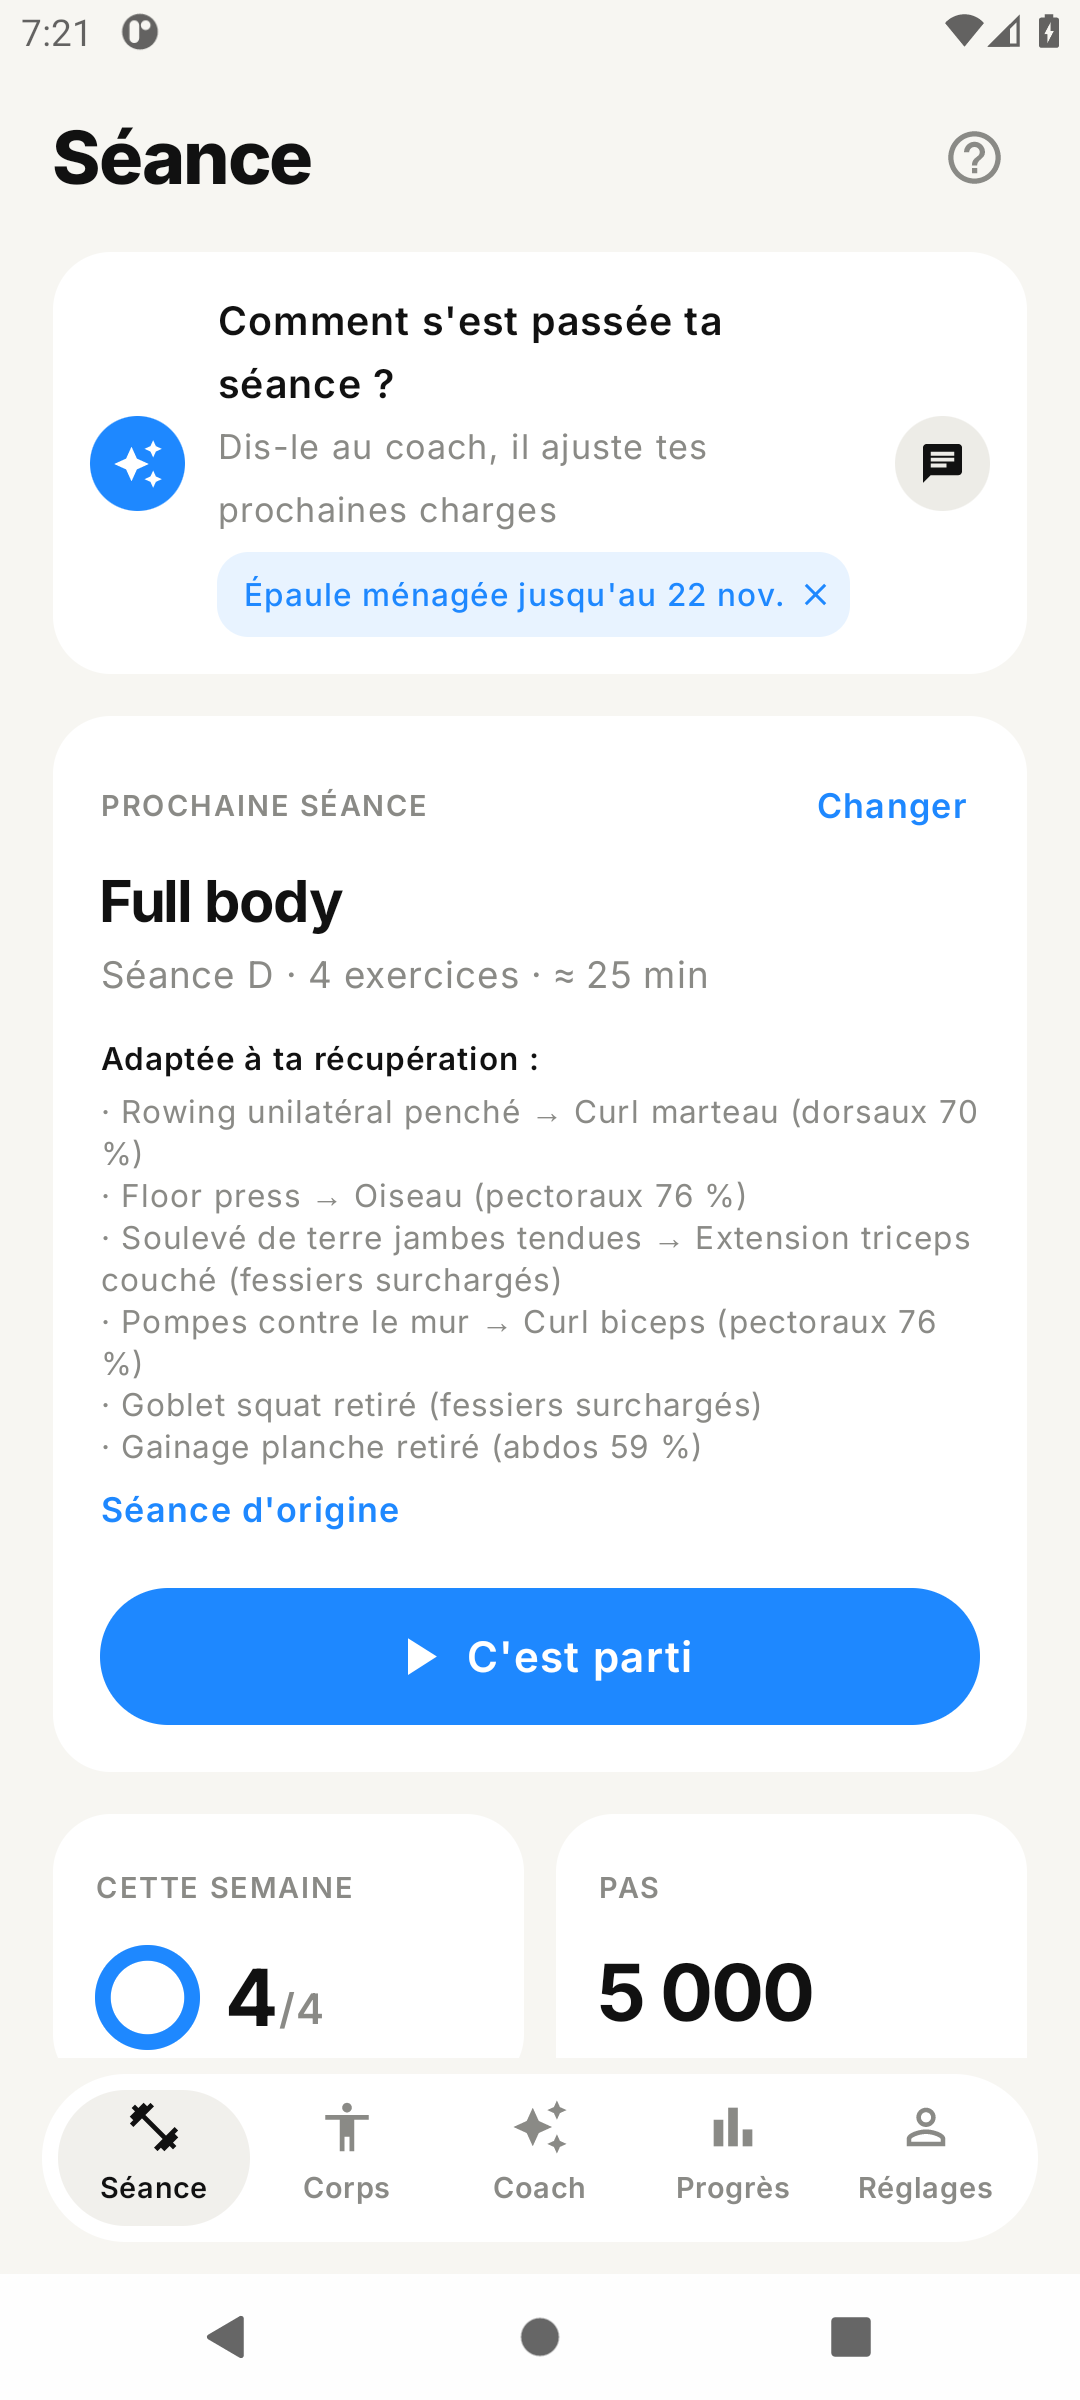 7:21
Séance
Comment s'est passée ta
séance ?
Dis-le au coach, il ajuste tes
prochaines charges
Épaule ménagée jusqu'au 22 nov.
PROCHAINE SÉANCE
Changer
Full body
Séance D · 4 exercices · ≈ 25 min
Adaptée à ta récupération :
· Rowing unilatéral penché → Curl marteau (dorsaux 70
%)
· Floor press → Oiseau (pectoraux 76 %)
· Soulevé de terre jambes tendues → Extension triceps
couché (fessiers surchargés)
· Pompes contre le mur → Curl biceps (pectoraux 76
%)
· Goblet squat retiré (fessiers surchargés)
· Gainage planche retiré (abdos 59 %)
Séance d'origine
C'est parti
CETTE SEMAINE
4/4
PAS
5 000
Séance
Corps
Coach
Progrès
Réglages